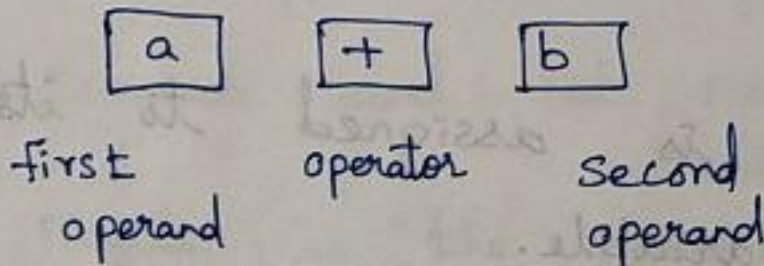 a + b
first operator second
operand operand